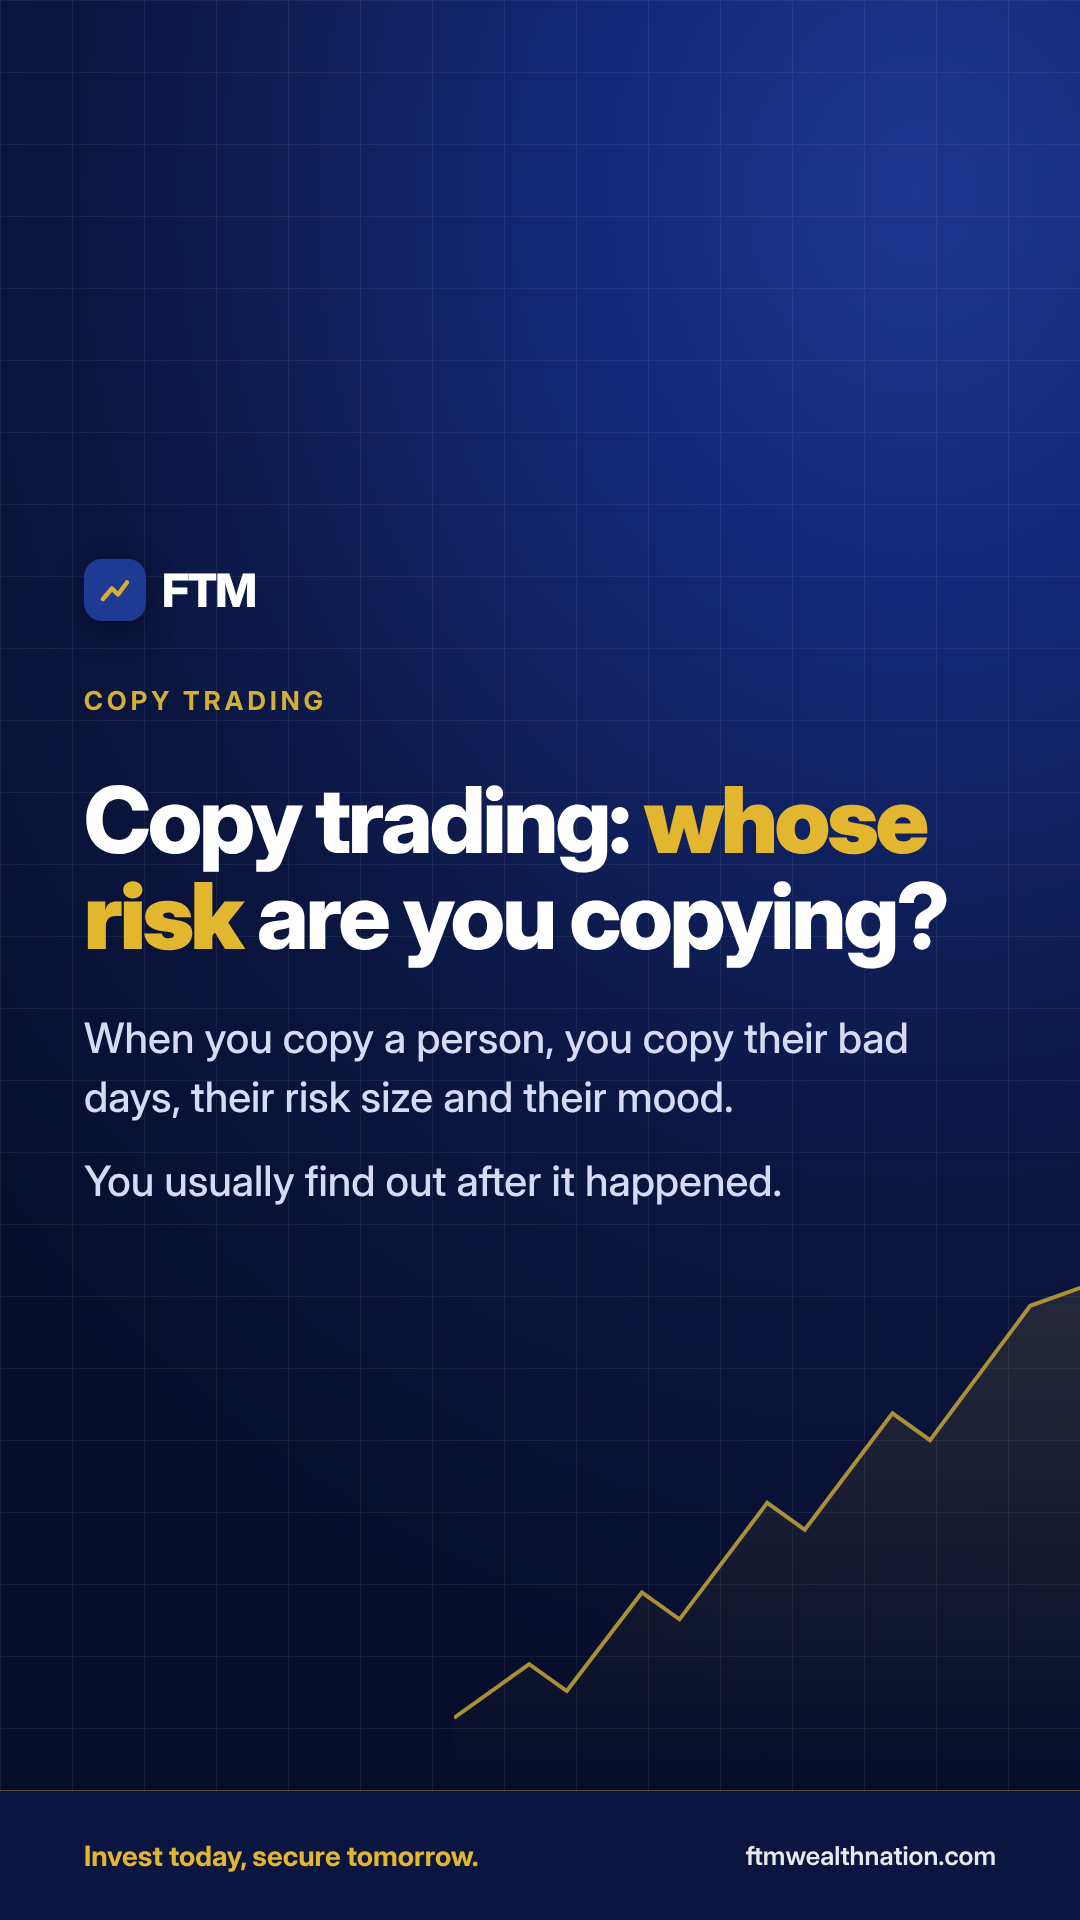 FTM
COPY TRADING
Copy trading: whose
risk are you copying?
When you copy a person, you copy their bad
days, their risk size and their mood.
You usually find out after it happened.
Invest today, secure tomorrow.
ftmwealthnation.com